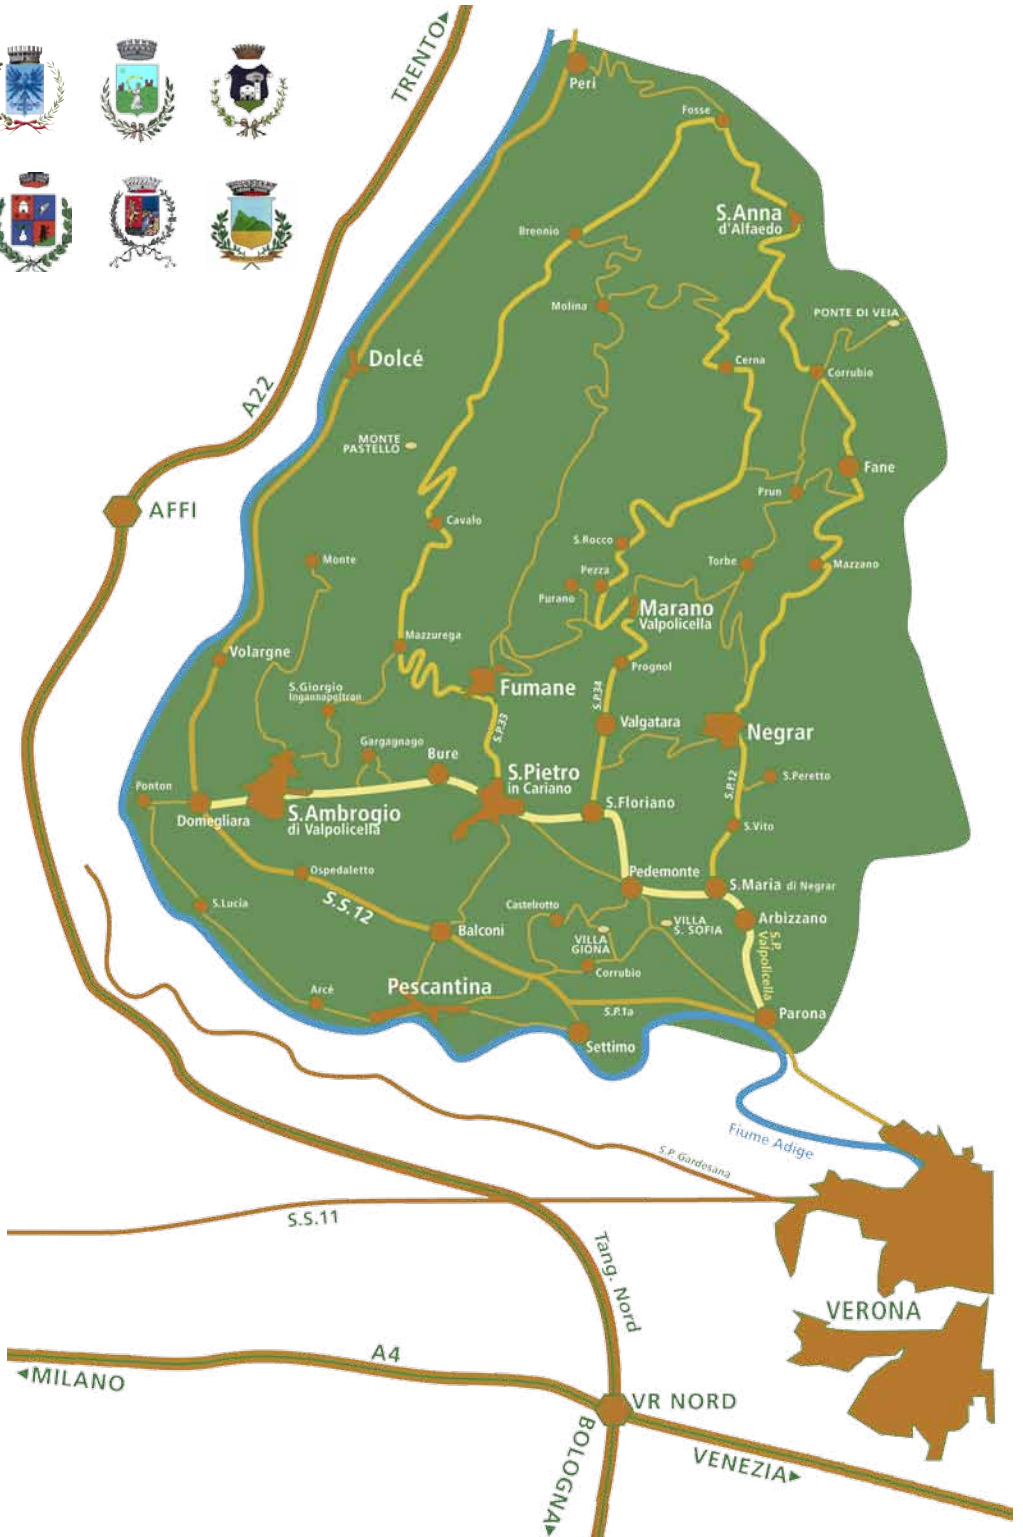 TRENTO
Peri
Fosse
S.Anna
d'Alfaedo
Breonio
Molina
PONTE DI VEIA
Dolcé
Cerna
Corrubio
A22
MONTE
PASTELLO
Fane
Prun
AFFI
Cavalo
S.Rocco
Monte
Torbe
Mazzano
Pezza
Purano
Marano
Valpolicella
Mazzurega
Volargne
Prognol
S.Giorgio
Ingannapoltron
Fumane
S.P.34
S.P.33
Valgatara
Negrar
Gargagnago
Bure
S.Pietro
in Cariano
S.P.12
S.Peretto
Ponton
S.Ambrogio
di Valpolicella
S.Floriano
Domegliara
S.Vito
Ospedaletto
Pedemonte
S.Maria di Negrar
S.S.12
S.Lucia
Castelrotto
VILLA
S. SOFIA
Arbizzano
Balconi
VILLA
GIONA
S.P.
Valpolicella
Corrubio
Arcé
Pescantina
S.P.1a
Parona
Settimo
Fiume Adige
S.P. Gardesana
S.S.11
Tang. Nord
VERONA
A4
MILANO
VR NORD
BOLOGNA
VENEZIA